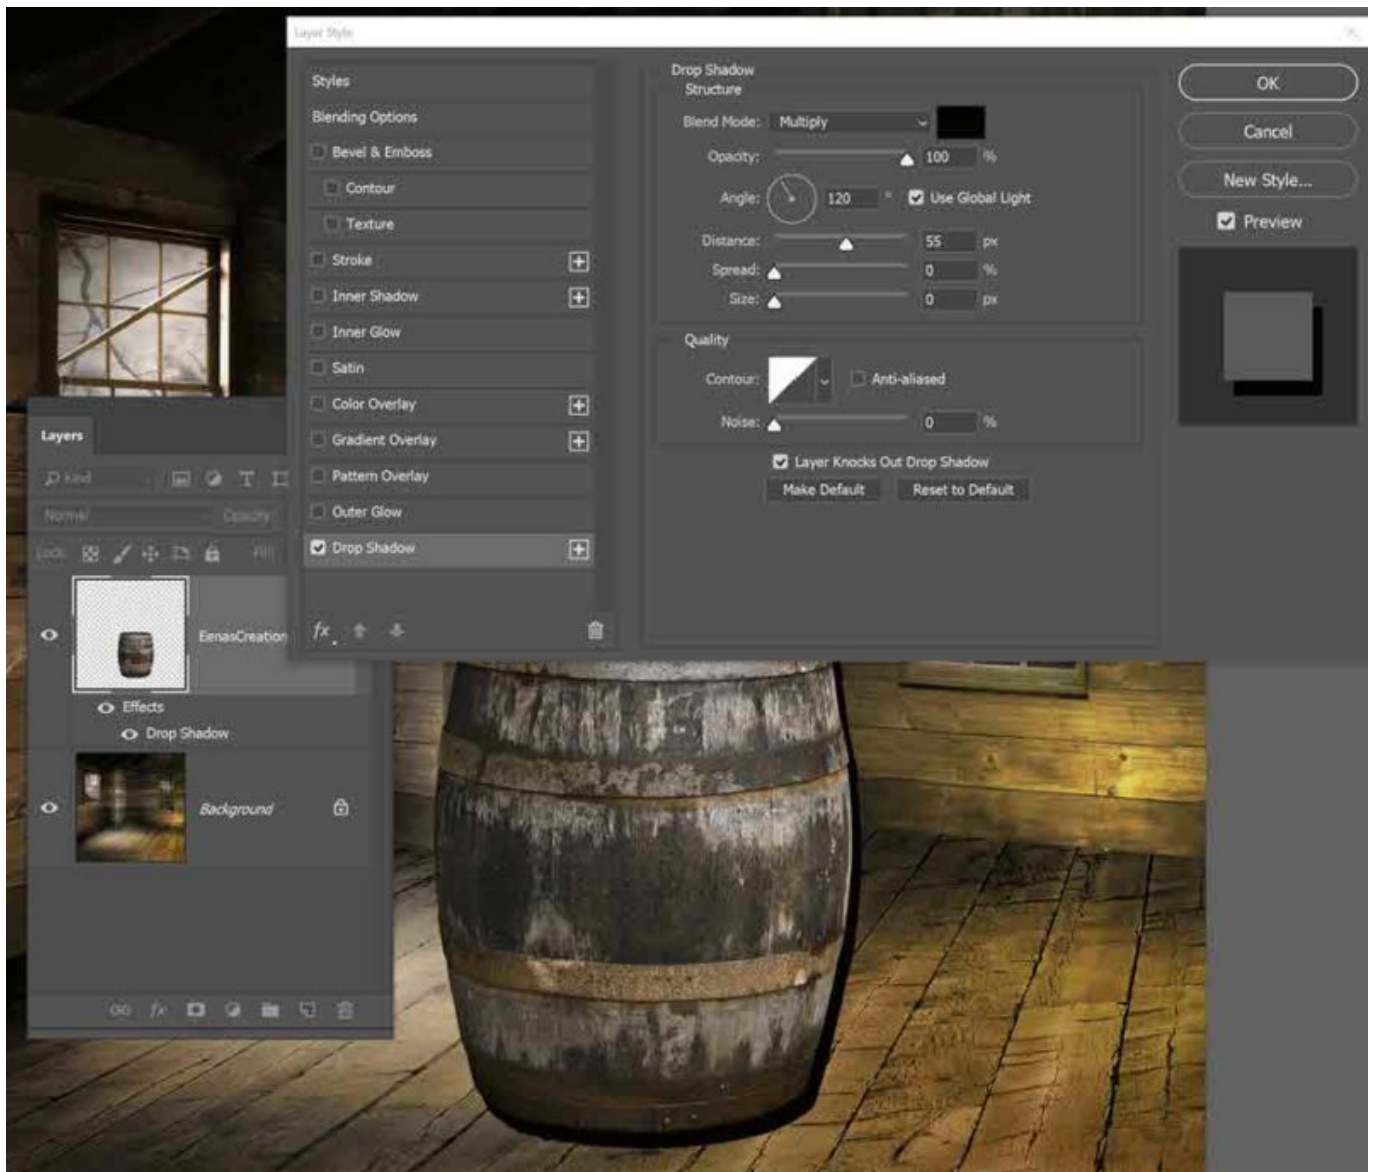 Layer Style
Styles
Blending Options
Bevel & Emboss
Contour
Texture
Stroke
Inner Shadow
Inner Glow
Satin
Color Overlay
Gradient Overlay
Pattern Overlay
Outer Glow
Drop Shadow
fx
Drop Shadow
Structure
Blend Mode: Multiply
Opacity: 100 %
Angle: 120 ° Use Global Light
Distance: 55 px
Spread: 0 %
Size: 0 px
Quality
Contour: Anti-aliased
Noise: 0 %
Layer Knocks Out Drop Shadow
Make Default Reset to Default
OK
Cancel
New Style...
Preview
Layers
Kind
Normal Opacity:
Lock: Fill
EenasCreation
Effects
Drop Shadow
Background
fx